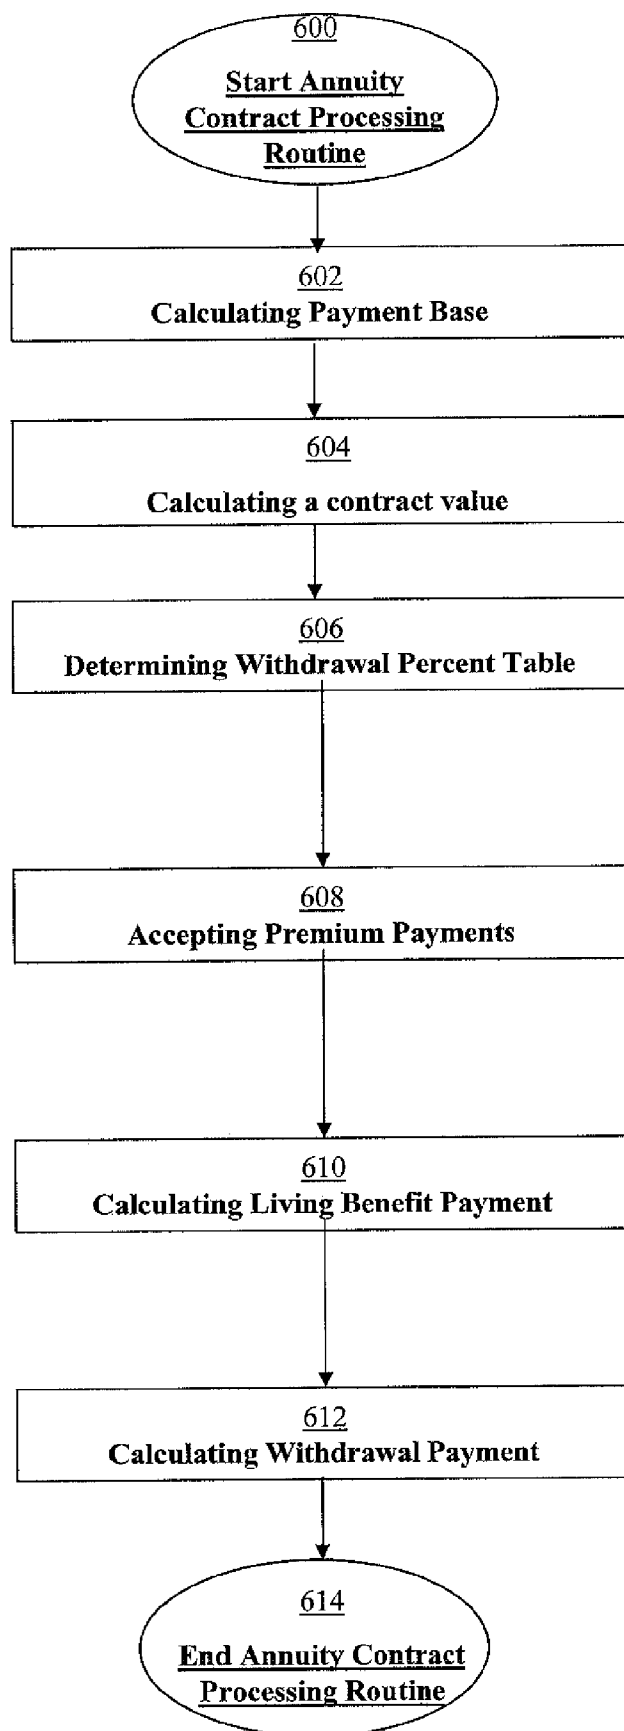 600
Start Annuity
Contract Processing
Routine
602
Calculating Payment Base
604
Calculating a contract value
606
Determining Withdrawal Percent Table
608
Accepting Premium Payments
610
Calculating Living Benefit Payment
612
Calculating Withdrawal Payment
614
End Annuity Contract
Processing Routine